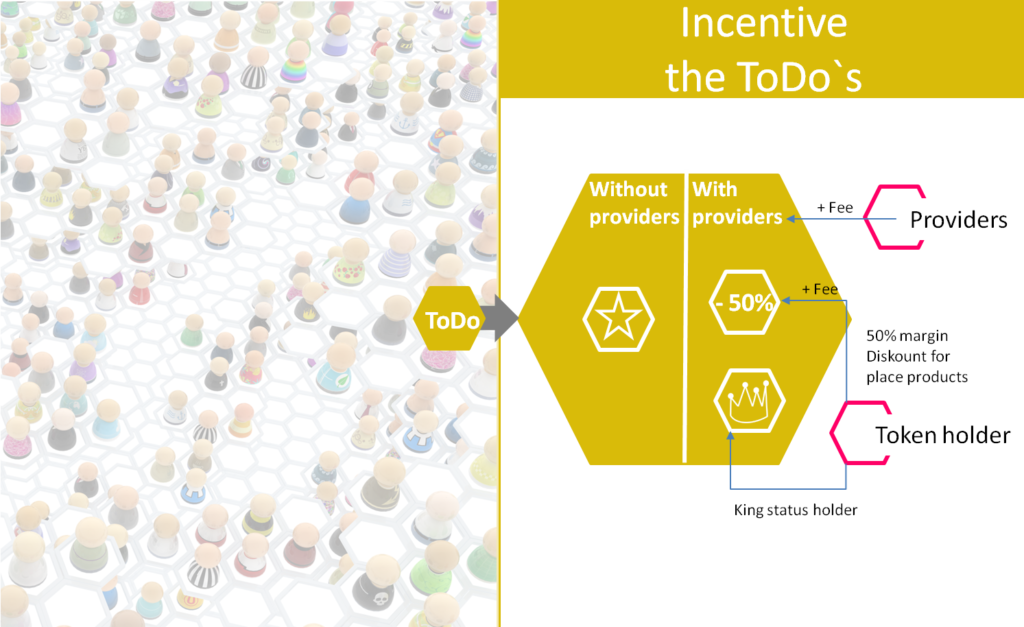 Incentive
the ToDo`s
Without
providers
With
providers
+ Fee
Providers
- 50%
+ Fee
ToDo
50% margin
Diskount for
place products
Token holder
King status holder